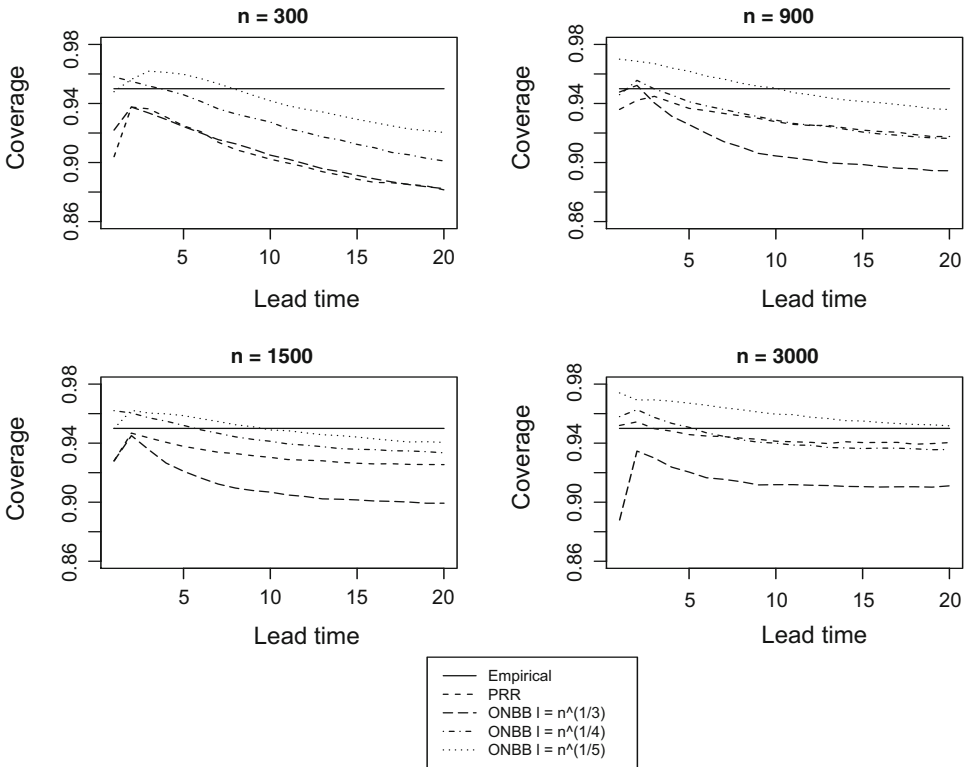 n = 300
n = 900
Coverage
0.98
0.94
0.90
0.86
5
10
15
20
Lead time
Coverage
0.98
0.94
0.90
0.86
5
10
15
20
Lead time
n = 1500
n = 3000
Coverage
0.98
0.94
0.90
0.86
5
10
15
20
Lead time
Coverage
0.98
0.94
0.90
0.86
5
10
15
20
Lead time
Empirical
PRR
ONBB l = n^(1/3)
ONBB l = n^(1/4)
ONBB l = n^(1/5)